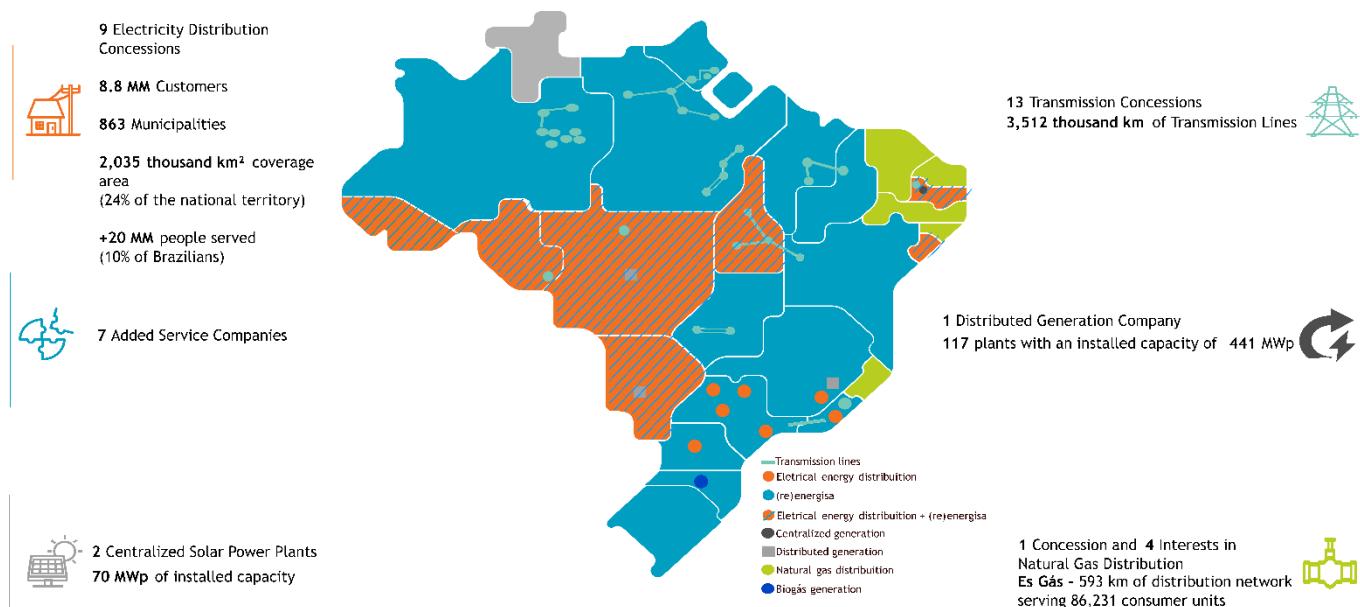 9 Electricity Distribution
Concessions
8.8 MM Customers
863 Municipalities
2,035 thousand km² coverage
area
(24% of the national territory)
+20 MM people served
(10% of Brazilians)
7 Added Service Companies
2 Centralized Solar Power Plants
70 MWp of installed capacity
13 Transmission Concessions
3,512 thousand km of Transmission Lines
1 Distributed Generation Company
117 plants with an installed capacity of 441 MWp
Transmission lines
Eletrical energy distribuition
(re)energisa
Eletrical energy distribuition + (re)energisa
Centralized generation
Distributed generation
Natural gas distribuition
Biogás generation
1 Concession and 4 Interests in
Natural Gas Distribution
Es Gás - 593 km of distribution network
serving 86,231 consumer units